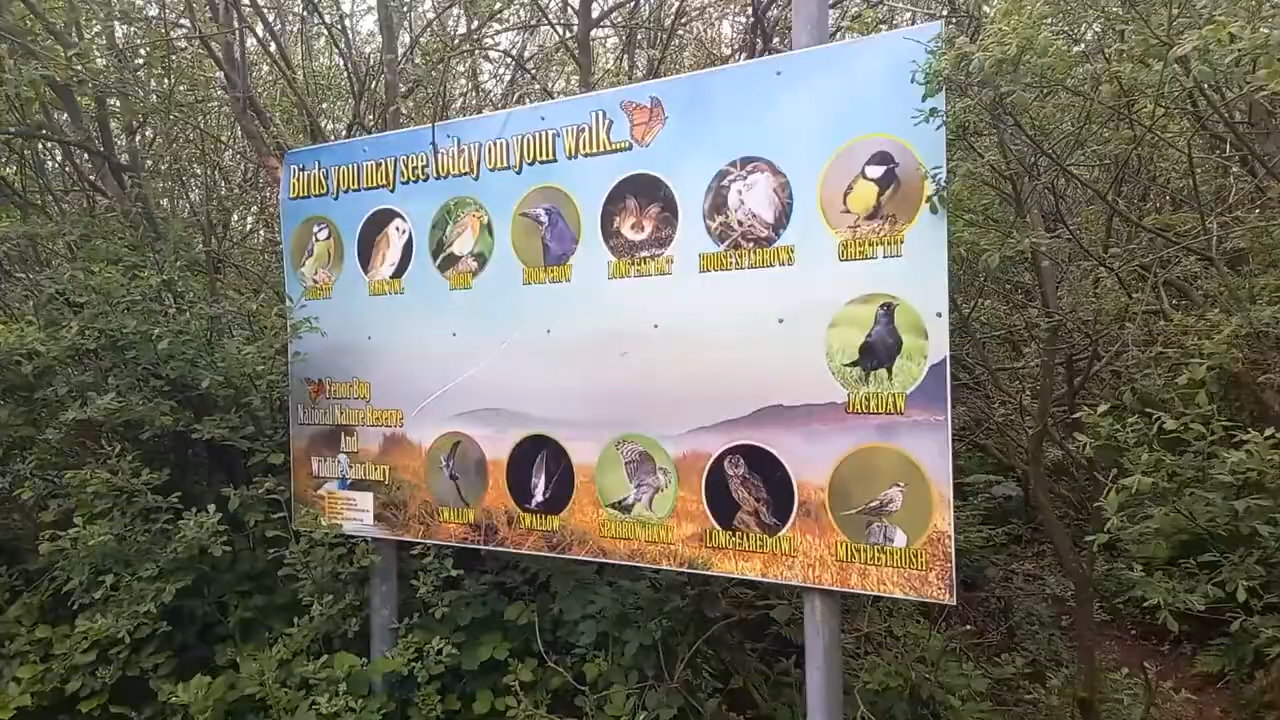 Birds you may see today on your walk....
BLUE TIT
BARN OWL
ROBIN
ROOK CROW
LONG EAR BAT
HOUSE SPARROWS
GREAT TIT
JACKDAW
Fenor Bog
National Nature Reserve
And
Wildlife Sanctuary
SWALLOW
SWALLOW
SPARROW HAWK
LONG EARED OWL
MISTLE TRUSH